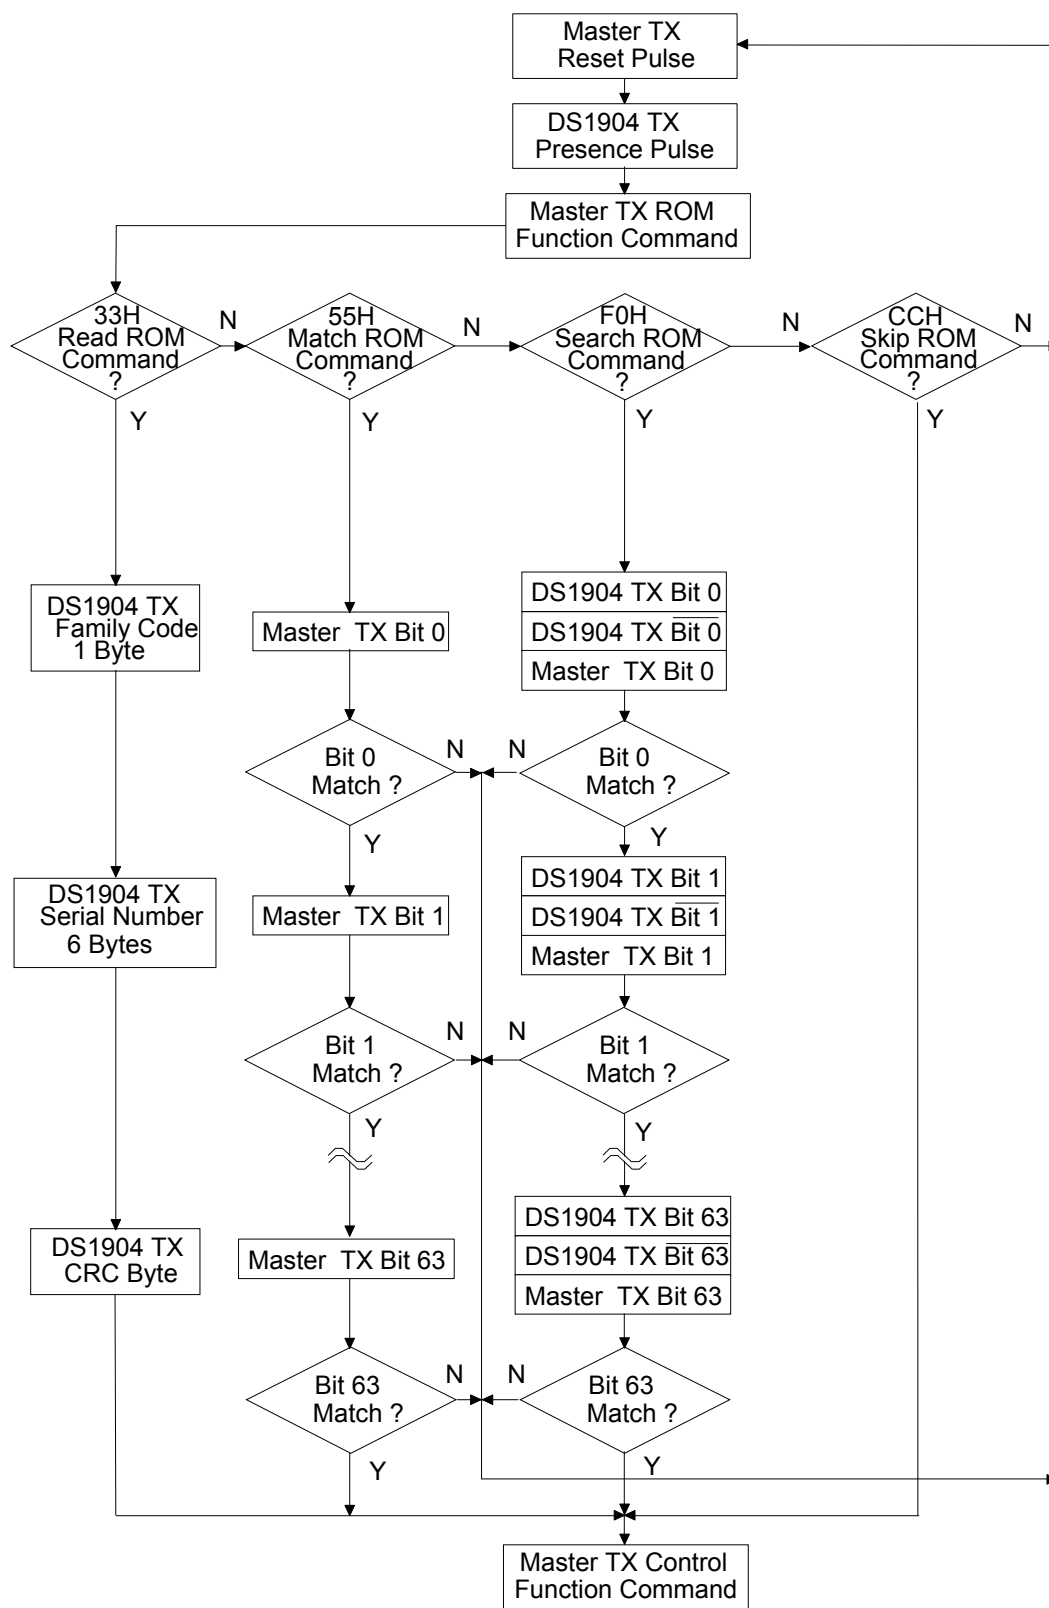 Master TX
Reset Pulse
DS1904 TX
Presence Pulse
Master TX ROM
Function Command
33H
Read ROM
Command
?
N
Y
55H
Match ROM
Command
?
N
Y
F0H
Search ROM
Command
?
N
Y
CCH
Skip ROM
Command
?
N
Y
DS1904 TX
Family Code
1 Byte
DS1904 TX
Serial Number
6 Bytes
DS1904 TX
CRC Byte
Master TX Bit 0
Bit 0
Match ?
N
Y
Master TX Bit 1
Bit 1
Match ?
N
Y
Master TX Bit 63
Bit 63
Match ?
N
Y
DS1904 TX Bit 0
DS1904 TX B̅i̅t̅ ̅0̅
Master TX Bit 0
Bit 0
Match ?
N
Y
DS1904 TX Bit 1
DS1904 TX B̅i̅t̅ ̅1̅
Master TX Bit 1
Bit 1
Match ?
N
Y
DS1904 TX Bit 63
DS1904 TX B̅i̅t̅ ̅6̅3̅
Master TX Bit 63
Bit 63
Match ?
N
Y
Master TX Control
Function Command